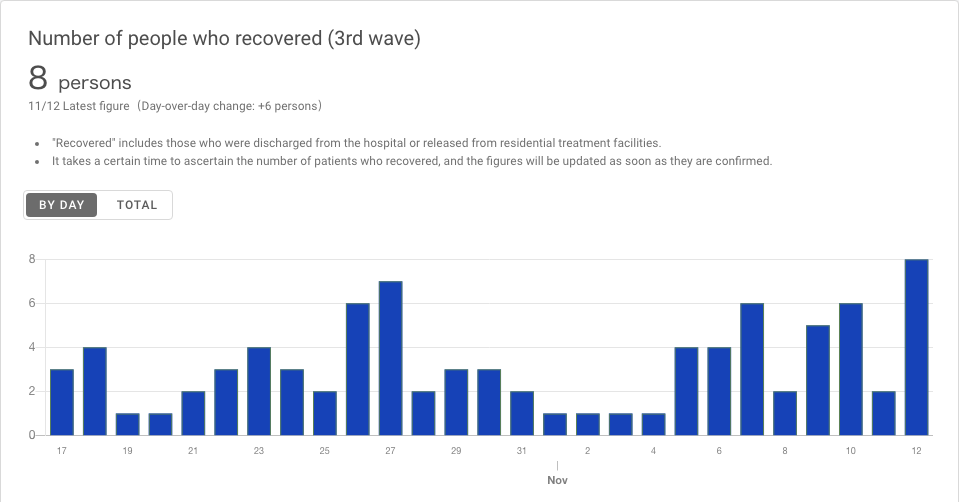 Number of people who recovered (3rd wave)
8 persons
11/12 Latest figure（Day-over-day change: +6 persons）
• "Recovered" includes those who were discharged from the hospital or released from residential treatment facilities.
• It takes a certain time to ascertain the number of patients who recovered, and the figures will be updated as soon as they are confirmed.
BY DAY TOTAL
8
6
4
2
0
17 19 21 23 25 27 29 31 2 4 6 8 10 12
Nov